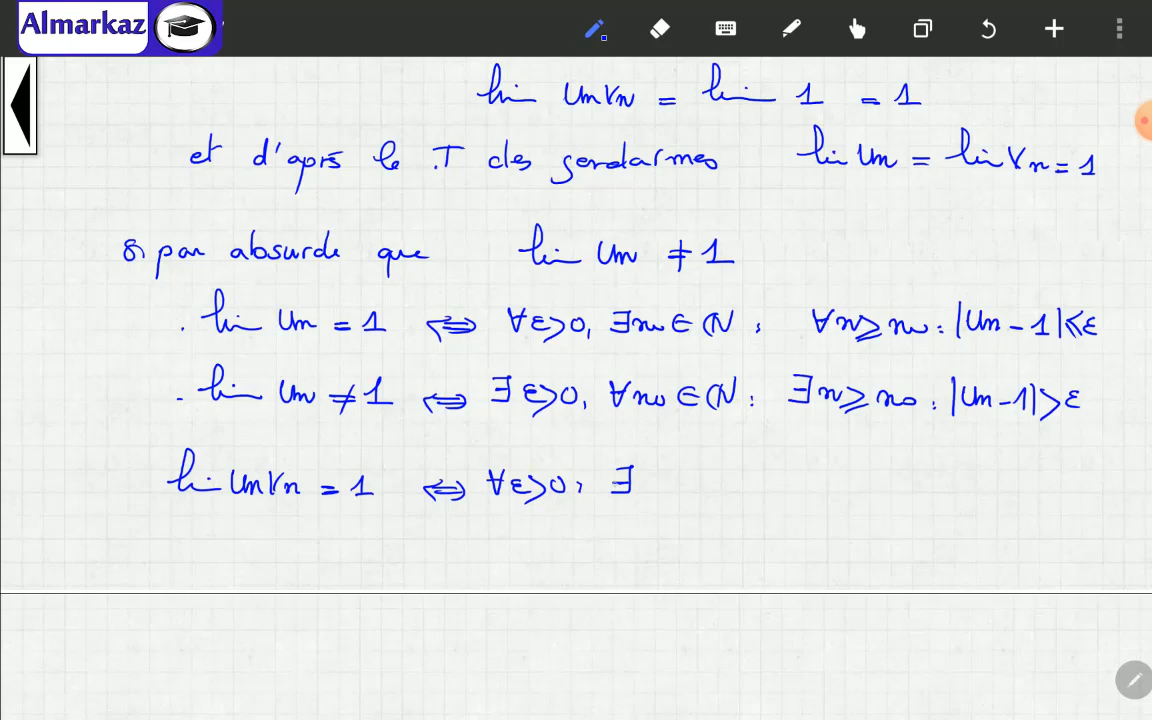 Almarkaz
lim UnVn = lim 1 = 1
et d'après le T des gendarmes lim Un = lim Vn = 1
S. par absurde que lim Un ≠ 1
. lim Un = 1 ⇔ ∀ε>0, ∃n0 ∈ ℕ : ∀n ≥ n0 : |Un - 1| ≤ ε
- lim Un ≠ 1 ⇔ ∃ε>0, ∀n0 ∈ ℕ : ∃n ≥ n0 : |Un - 1| > ε
lim UnVn = 1 ⇔ ∀ε>0, ∃